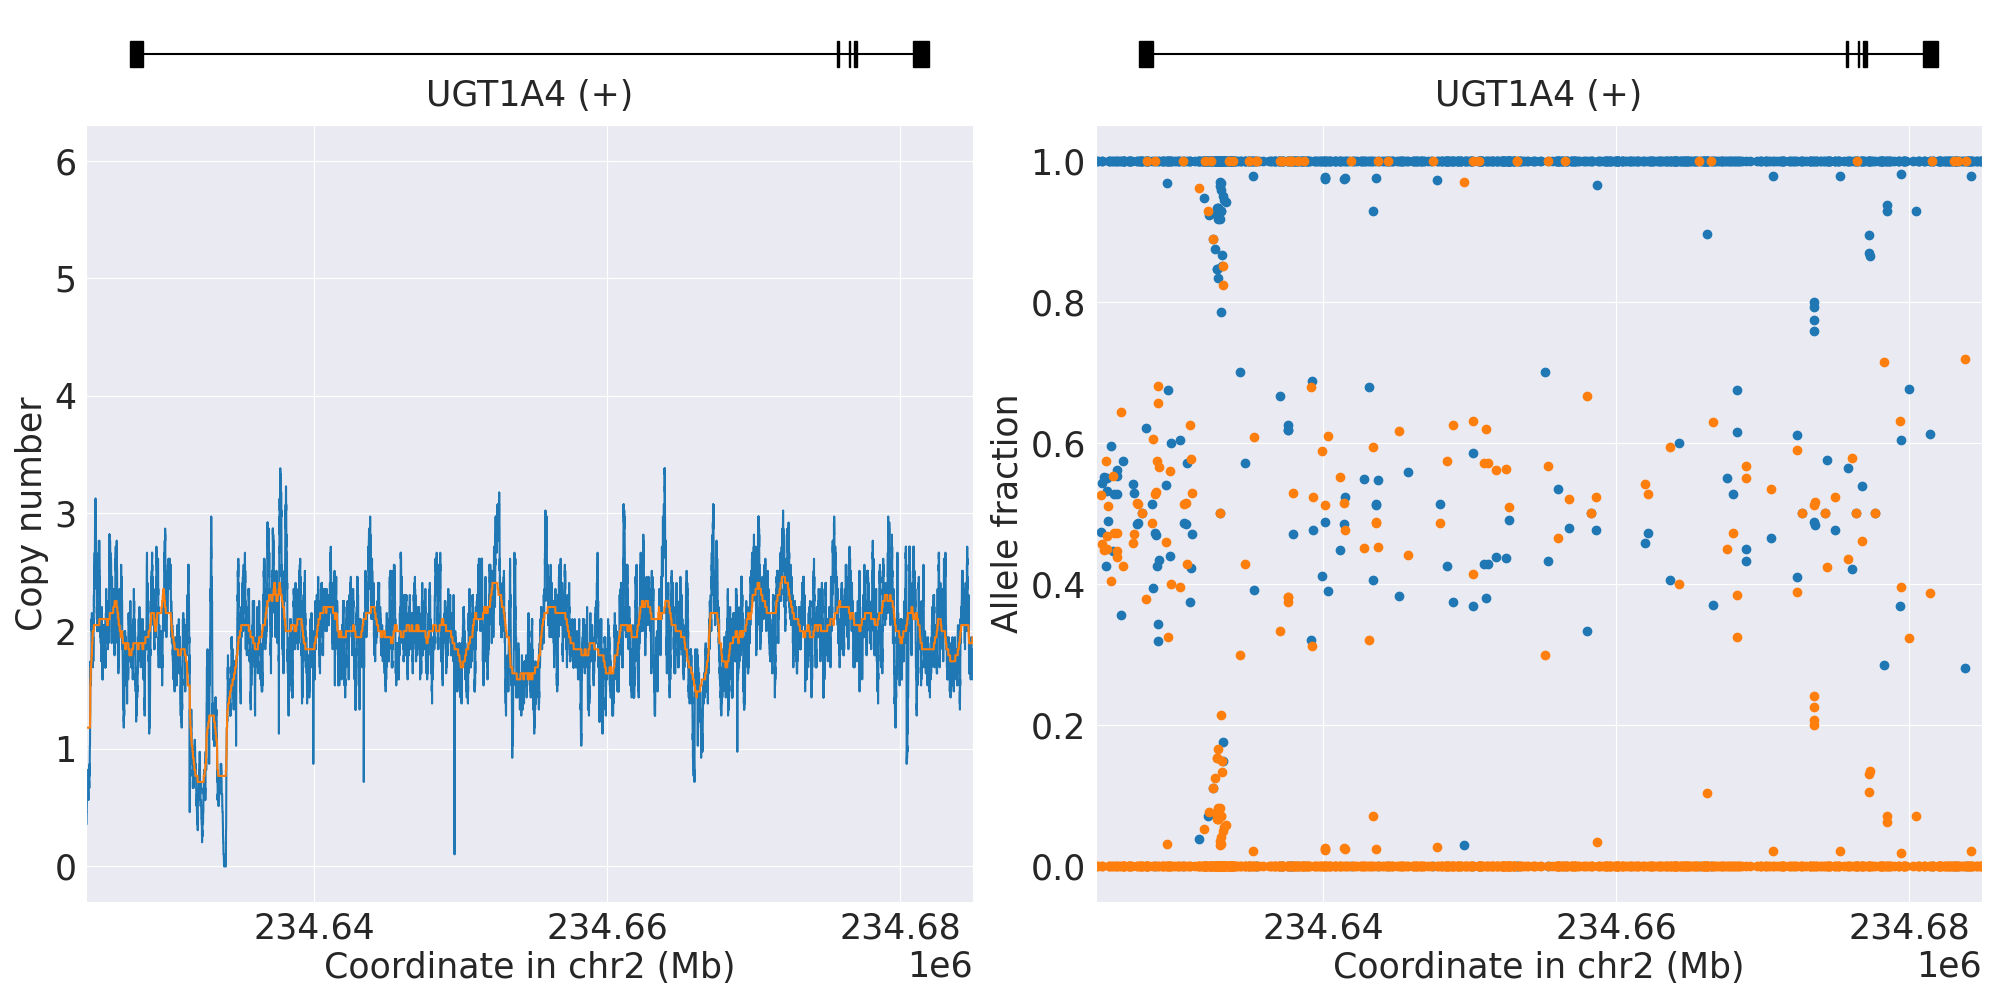 UGT1A4 (+)
6
5
4
3
2
1
0
Copy number
234.64 234.66 234.68
1e6
Coordinate in chr2 (Mb)
UGT1A4 (+)
1.0
0.8
0.6
0.4
0.2
0.0
Allele fraction
234.64 234.66 234.68
1e6
Coordinate in chr2 (Mb)